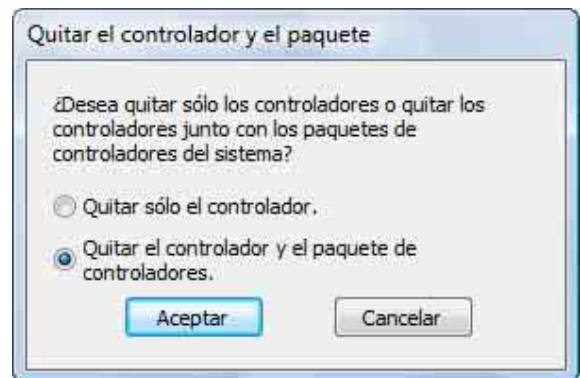 Quitar el controlador y el paquete
¿Desea quitar sólo los controladores o quitar los
controladores junto con los paquetes de
controladores del sistema?
Quitar sólo el controlador.
Quitar el controlador y el paquete de
controladores.
Aceptar
Cancelar